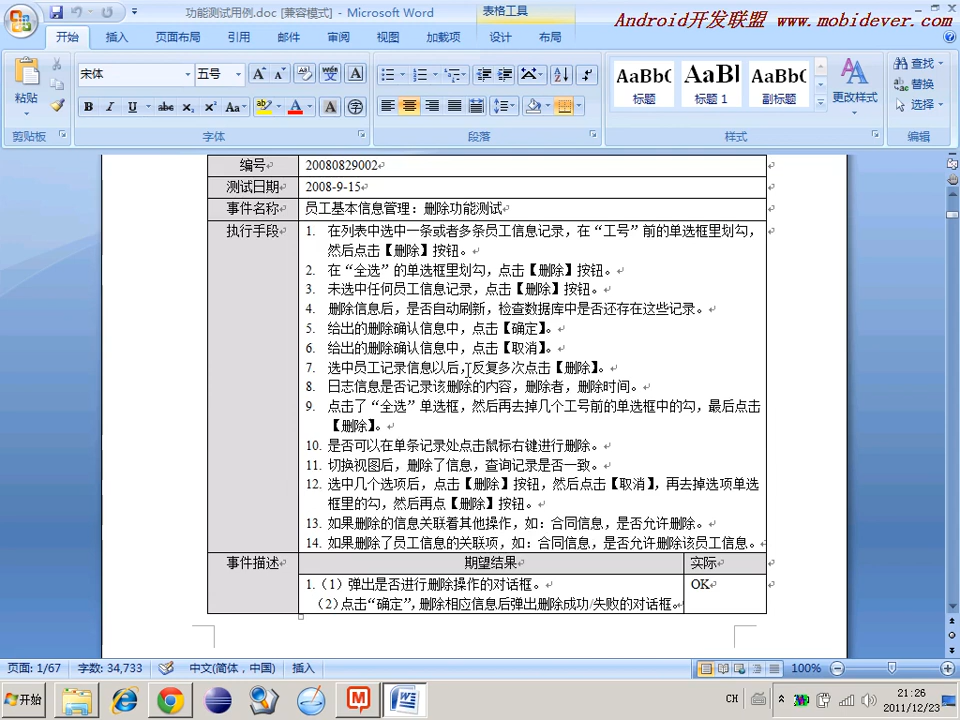 功能测试用例.doc [兼容模式] - Microsoft Word
表格工具
Android开发联盟 www.mobidever.com
开始 插入 页面布局 引用 邮件 审阅 视图 加载项 设计 布局
宋体 五号
粘贴
B I U abc x₂ x² Aa
AaBbC AaBl AaBbC
标题 标题 1 副标题
更改样式
查找
替换
选择
剪贴板 字体 段落 样式 编辑
编号 20080829002
测试日期 2008-9-15
事件名称 员工基本信息管理：删除功能测试
执行手段
1. 在列表中选中一条或者多条员工信息记录，在“工号”前的单选框里划勾，
然后点击【删除】按钮。
2. 在“全选”的单选框里划勾，点击【删除】按钮。
3. 未选中任何员工信息记录，点击【删除】按钮。
4. 删除信息后，是否自动刷新，检查数据库中是否还存在这些记录。
5. 给出的删除确认信息中，点击【确定】。
6. 给出的删除确认信息中，点击【取消】。
7. 选中员工记录信息以后，反复多次点击【删除】。
8. 日志信息是否记录该删除的内容，删除者，删除时间。
9. 点击了“全选”单选框，然后再去掉几个工号前的单选框中的勾，最后点击
【删除】。
10. 是否可以在单条记录处点击鼠标右键进行删除。
11. 切换视图后，删除了信息，查询记录是否一致。
12. 选中几个选项后，点击【删除】按钮，然后点击【取消】，再去掉选项单选
框里的勾，然后再点【删除】按钮。
13. 如果删除的信息关联着其他操作，如：合同信息，是否允许删除。
14. 如果删除了员工信息的关联项，如：合同信息，是否允许删除该员工信息。
事件描述 期望结果 实际
1.（1）弹出是否进行删除操作的对话框。 OK
（2）点击“确定”，删除相应信息后弹出删除成功/失败的对话框。
页面: 1/67 字数: 34,733 中文(简体，中国) 插入 100%
开始 CH 21:26
2011/12/23